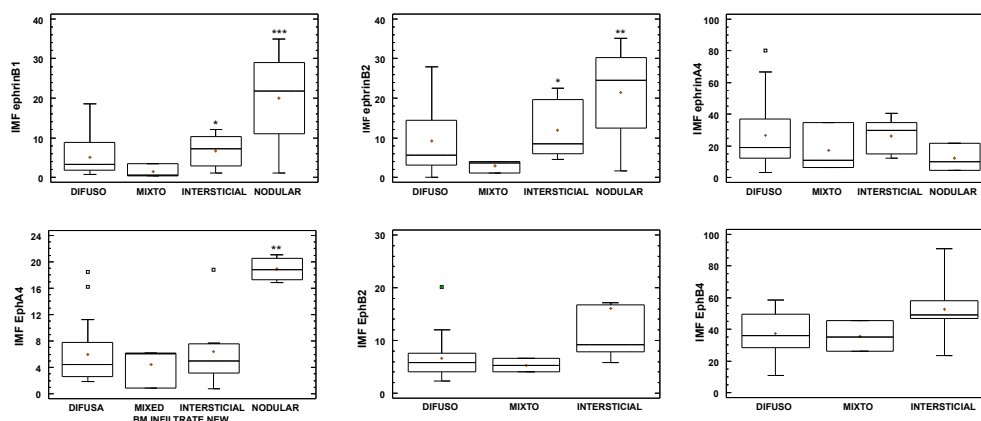 IMF ephrinB1
40
30
20
10
0
***
*
DIFUSO MIXTO INTERSTICIAL NODULAR
IMF ephrinB2
40
30
20
10
0
**
*
DIFUSO MIXTO INTERSTICIAL NODULAR
IMF ephrinA4
100
80
60
40
20
0
DIFUSO MIXTO INTERSTICIAL NODULAR
IMF EphA4
24
20
16
12
8
4
0
**
DIFUSA MIXED INTERSTICIAL NODULAR
BM INFILTRATE NEW
IMF EphB2
30
20
10
0
DIFUSO MIXTO INTERSTICIAL
IMF EphB4
100
80
60
40
20
0
DIFUSO MIXTO INTERSTICIAL